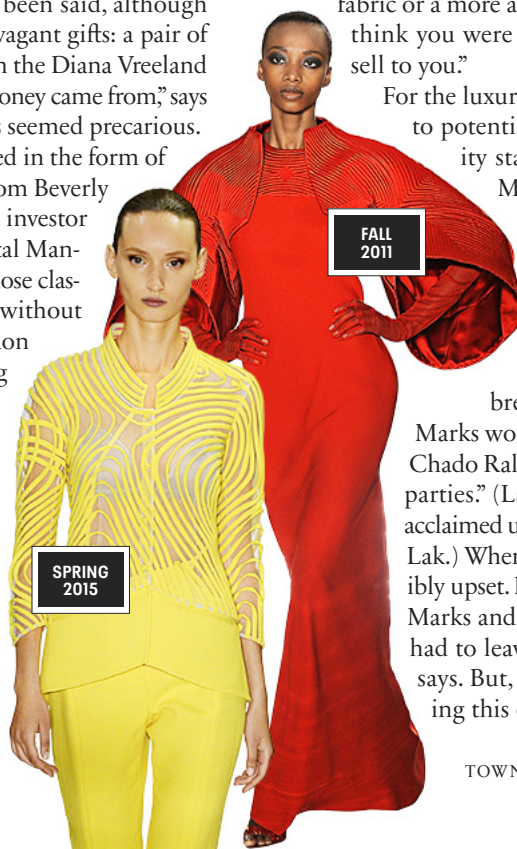 been said, although
vagant gifts: a pair of
n the Diana Vreeland
oney came from,” says
s seemed precarious.
ed in the form of
om Beverly
investor
tal Man-
ose clas-
without
on
g
SPRING
2015
fabric or a more a
think you were
sell to you.”
For the luxur
to potentia
ity sta
M
FALL
2011
bre
Marks wo
Chado Ral
parties.” (La
acclaimed u
Lak.) When
ibly upset.
Marks and
had to leav
says. But,
ing this
TOWN